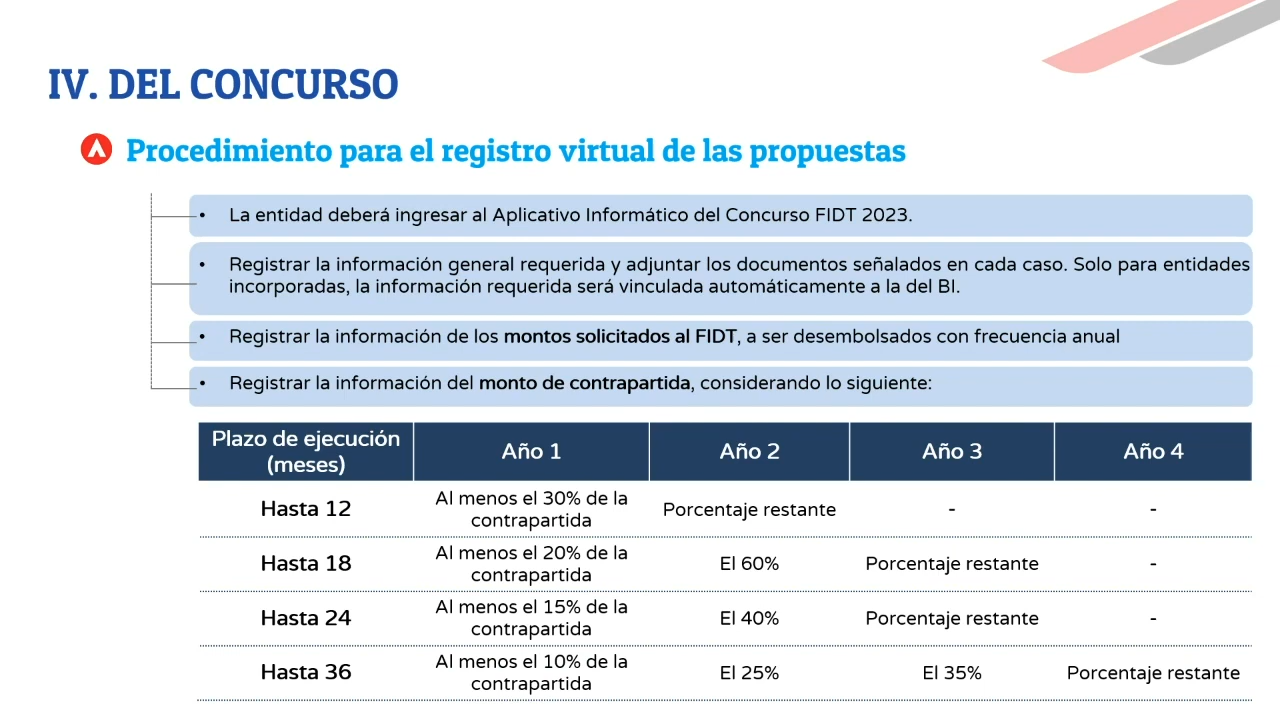 IV. DEL CONCURSO
Procedimiento para el registro virtual de las propuestas
• La entidad deberá ingresar al Aplicativo Informático del Concurso FIDT 2023.
• Registrar la información general requerida y adjuntar los documentos señalados en cada caso. Solo para entidades
incorporadas, la información requerida será vinculada automáticamente a la del BI.
• Registrar la información de los montos solicitados al FIDT, a ser desembolsados con frecuencia anual
• Registrar la información del monto de contrapartida, considerando lo siguiente:
Plazo de ejecución
(meses)
Año 1
Año 2
Año 3
Año 4
Hasta 12
Al menos el 30% de la
contrapartida
Porcentaje restante
-
-
Hasta 18
Al menos el 20% de la
contrapartida
El 60%
Porcentaje restante
-
Hasta 24
Al menos el 15% de la
contrapartida
El 40%
Porcentaje restante
-
Hasta 36
Al menos el 10% de la
contrapartida
El 25%
El 35%
Porcentaje restante